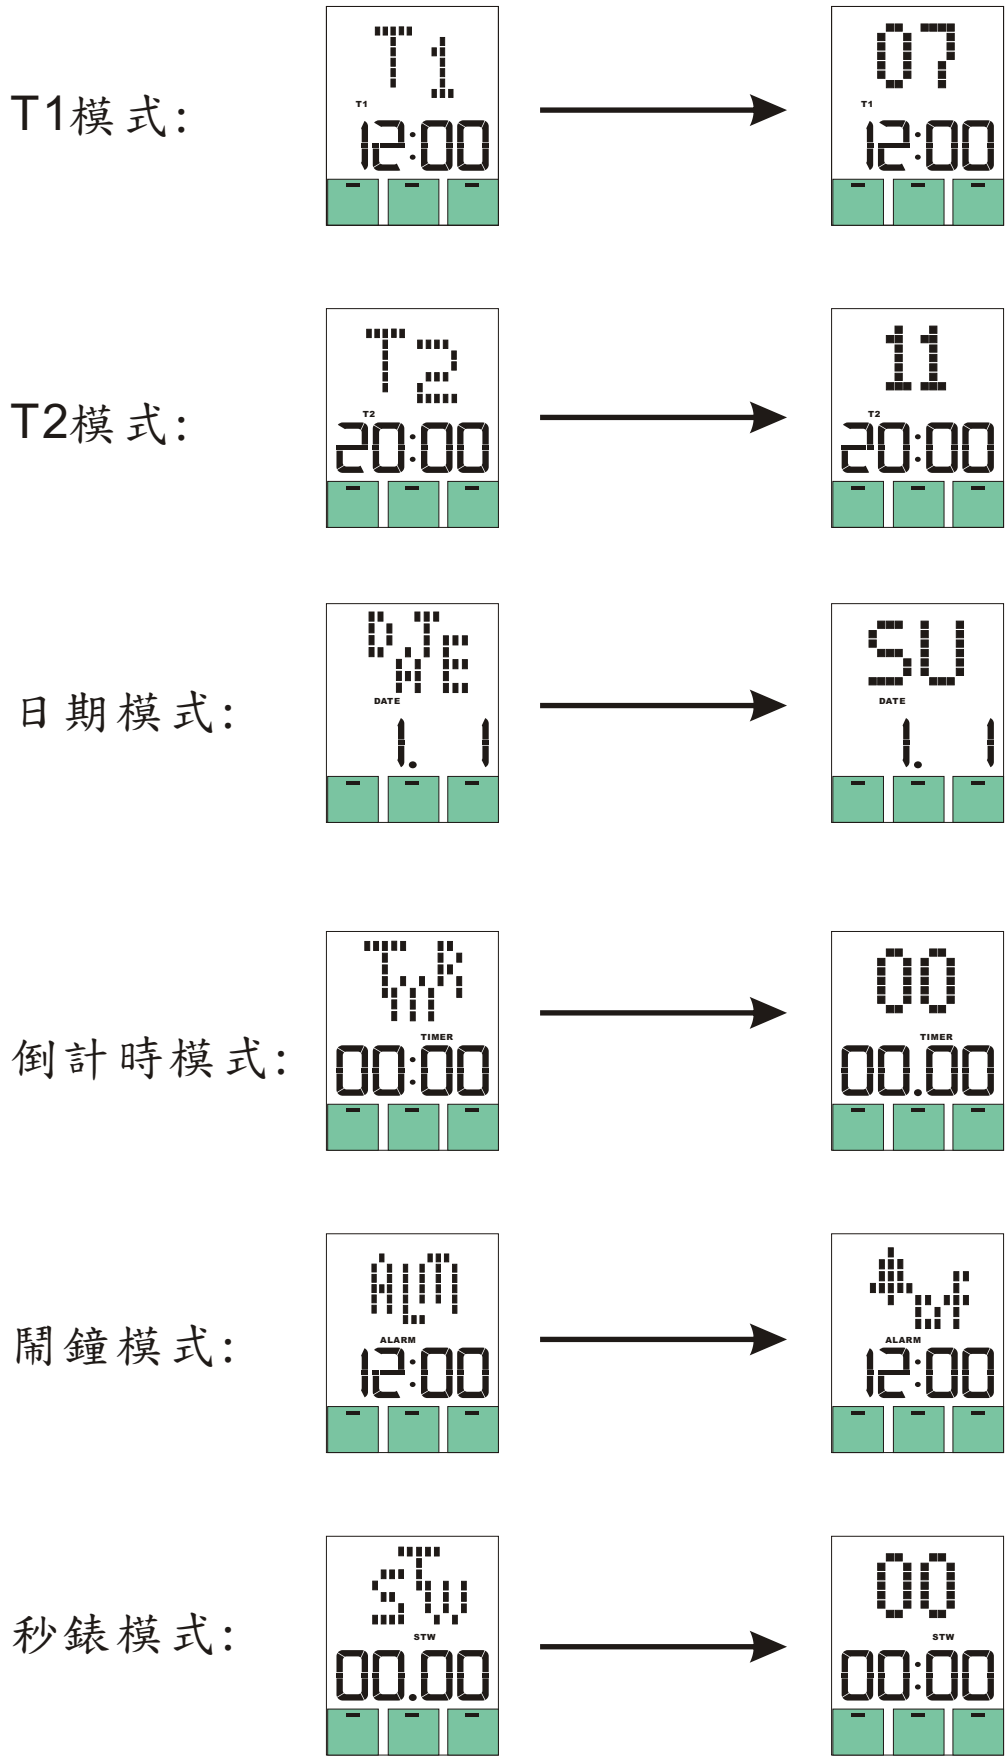 T1
07
T1模式:
T1
T1
12:00
12:00
T2
11
T2模式:
T2
T2
20:00
20:00
DATE
SU
日期模式:
DATE
DATE
1. 1
1. 1
TMR
00
倒計時模式:
TIMER
TIMER
00:00
00.00
ALM
鬧鐘模式:
ALARM
ALARM
12:00
12:00
STW
00
秒錶模式:
STW
STW
00.00
00:00